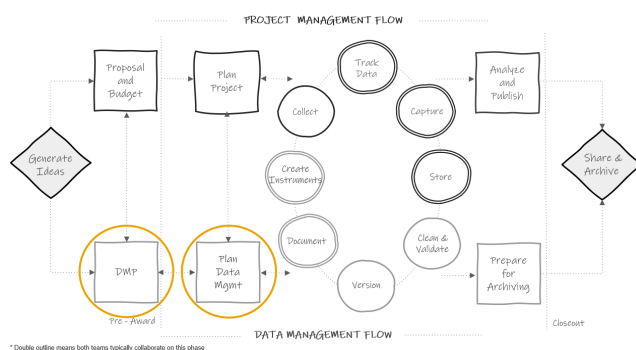 PROJECT MANAGEMENT FLOW
Proposal
and
Budget
Plan
Project
Track
Data
Analyze
and
Publish
Collect
Capture
Generate
Ideas
Create
Instruments
Store
Share &
Archive
Document
Clean &
Validate
DMP
Plan
Data
Mgmt
Version
Prepare
for
Archiving
Pre - Award
Closeout
DATA MANAGEMENT FLOW
* Double outline means both teams typically collaborate on this phase